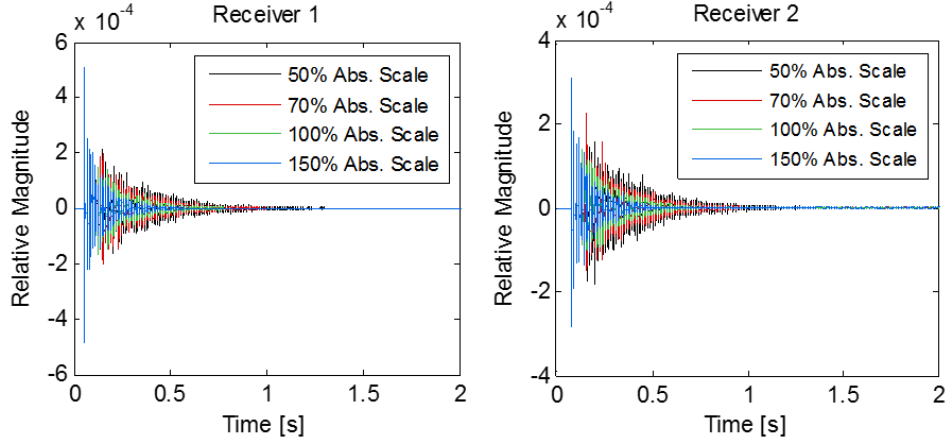 Receiver 1
x 10-4
6
4
2
0
-2
-4
-6
Relative Magnitude
50% Abs. Scale
70% Abs. Scale
100% Abs. Scale
150% Abs. Scale
0
0.5
1
1.5
2
Time [s]
Receiver 2
x 10-4
4
2
0
-2
-4
Relative Magnitude
50% Abs. Scale
70% Abs. Scale
100% Abs. Scale
150% Abs. Scale
0
0.5
1
1.5
2
Time [s]